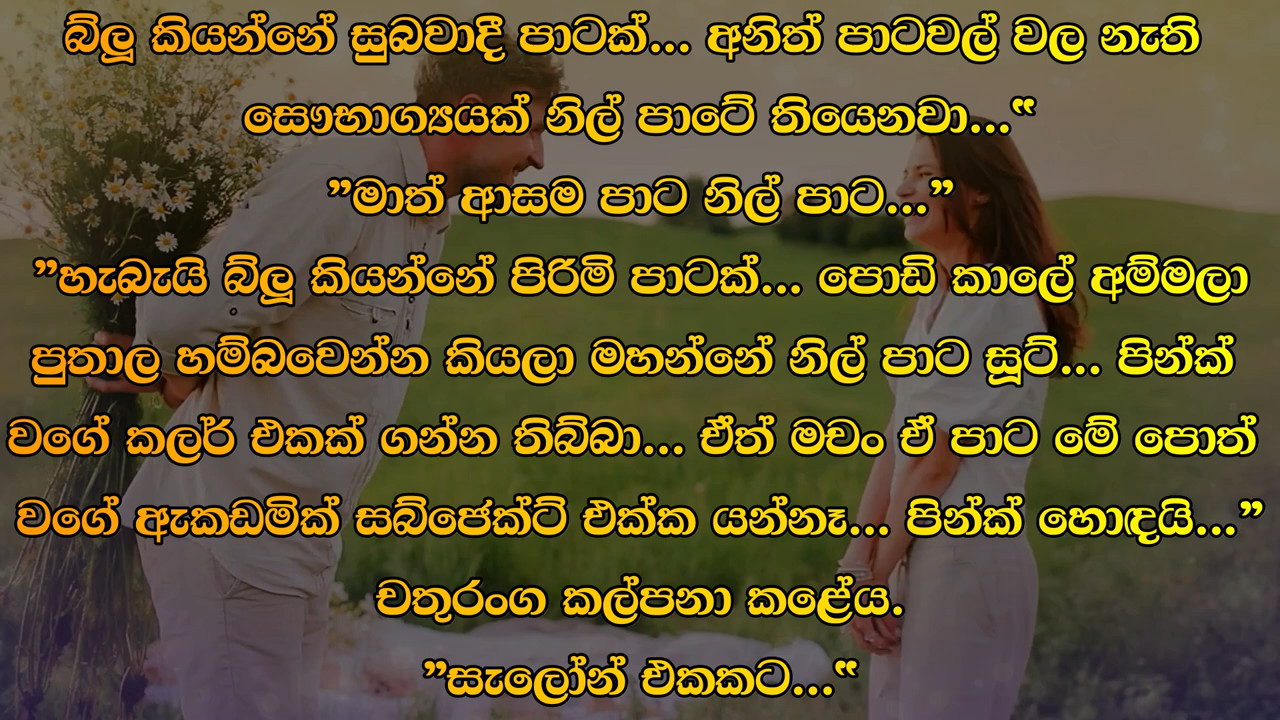 බ්ලූ කියන්නේ සුබවාදී පාටක්... අනිත් පාටවල් වල නැති
සෞභාග්‍යයක් නිල් පාටේ තියෙනවා...“
”මාත් ආසම පාට නිල් පාට...”
”හැබැයි බ්ලූ කියන්නේ පිරිමි පාටක්... පොඩි කාලේ අම්මලා
පුතාල හම්බවෙන්න කියලා මහන්නේ නිල් පාට සූට්... පින්ක්
වගේ කලර් එකක් ගන්න තිබ්බා... ඒත් මචං ඒ පාට මේ පොත්
වගේ ඇකඩමික් සබ්ජෙක්ට් එක්ක යන්නෑ... පින්ක් හොඳයි...”
චතුරංග කල්පනා කළේය.
”සැලෝන් එකකට...“